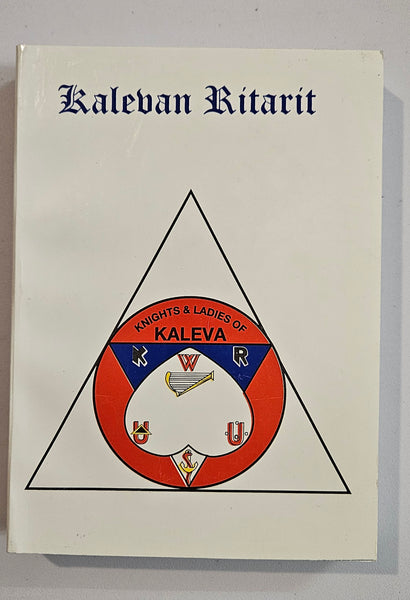 Kalevan Ritarit
KNIGHTS & LADIES OF
KALEVA
K W R
U U